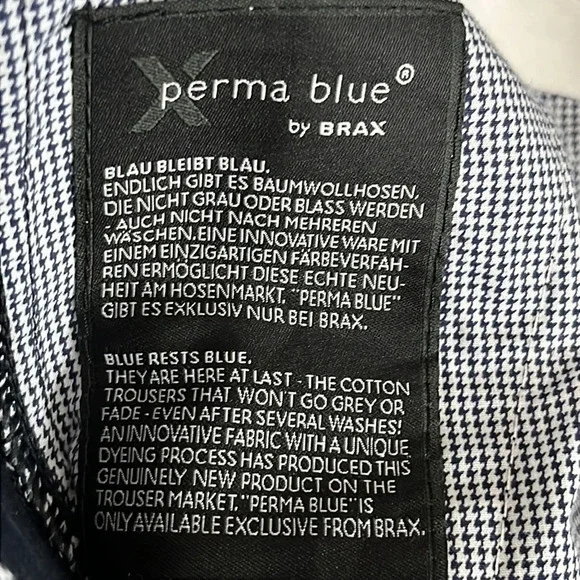 X perma blue®
by BRAX
BLAU BLEIBT BLAU.
ENDLICH GIBT ES BAUMWOLLHOSEN,
DIE NICHT GRAU ODER BLASS WERDEN
- AUCH NICHT NACH MEHREREN
WÄSCHEN. EINE INNOVATIVE WARE MIT
EINEM EINZIGARTIGEN FÄRBEVERFAH-
REN ERMÖGLICHT DIESE ECHTE NEU-
HEIT AM HOSENMARKT. "PERMA BLUE"
GIBT ES EXKLUSIV NUR BEI BRAX.
BLUE RESTS BLUE.
THEY ARE HERE AT LAST - THE COTTON
TROUSERS THAT WON'T GO GREY OR
FADE - EVEN AFTER SEVERAL WASHES!
AN INNOVATIVE FABRIC WITH A UNIQUE
DYEING PROCESS HAS PRODUCED THIS
GENUINELY NEW PRODUCT ON THE
TROUSER MARKET. "PERMA BLUE" IS
ONLY AVAILABLE EXCLUSIVE FROM BRAX.